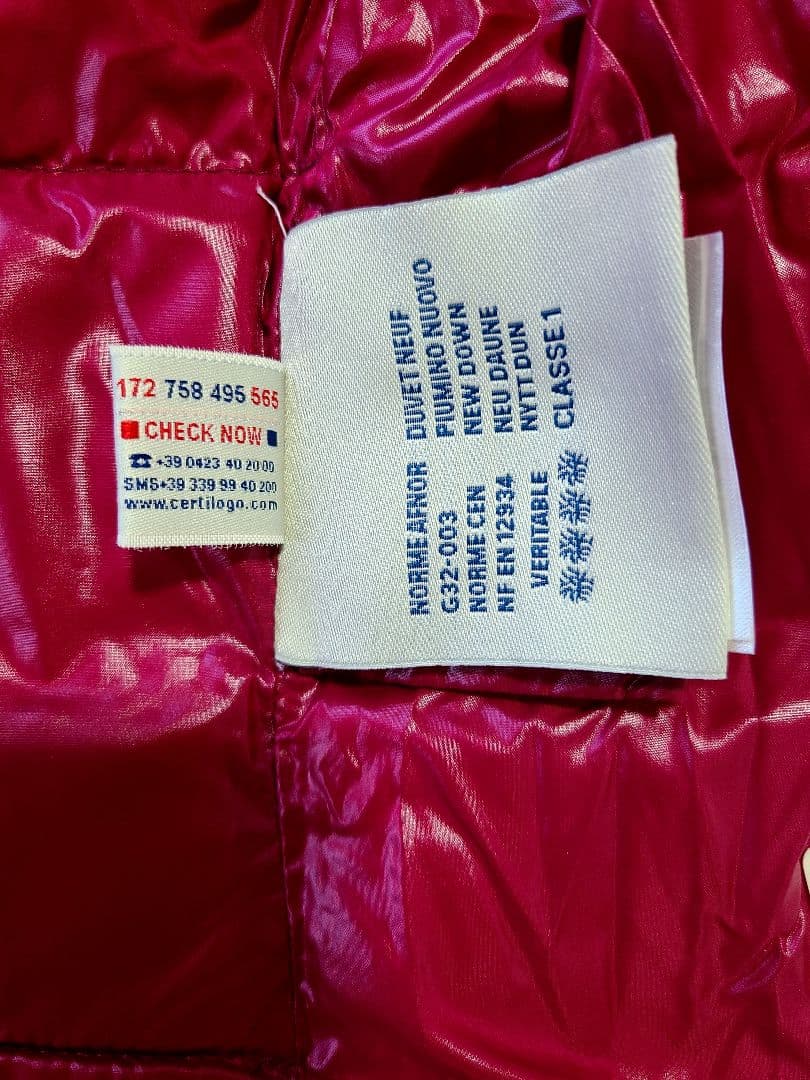 172 758 495 565
CHECK NOW
☎ +39 0423 40 20 00
SMS+39 339 99 40 200
www.certilogo.com
NORME AFNOR DUVET NEUF
G32-003 PIUMINO NUOVO
NORME CEN NEW DOWN
NF EN 12934 NEU DAUNE
VERITABLE NYTT DUN
CLASSE 1